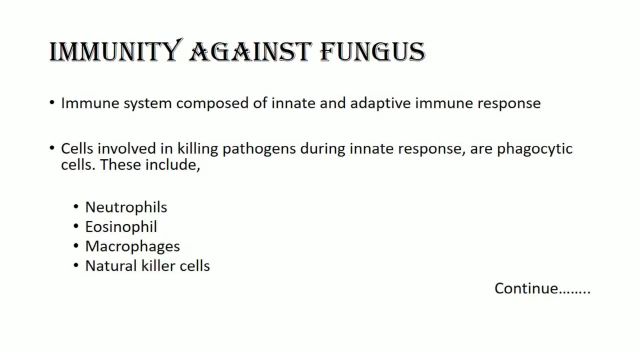 IMMUNITY AGAINST FUNGUS
• Immune system composed of innate and adaptive immune response
• Cells involved in killing pathogens during innate response, are phagocytic
cells. These include,
• Neutrophils
• Eosinophil
• Macrophages
• Natural killer cells
Continue……..